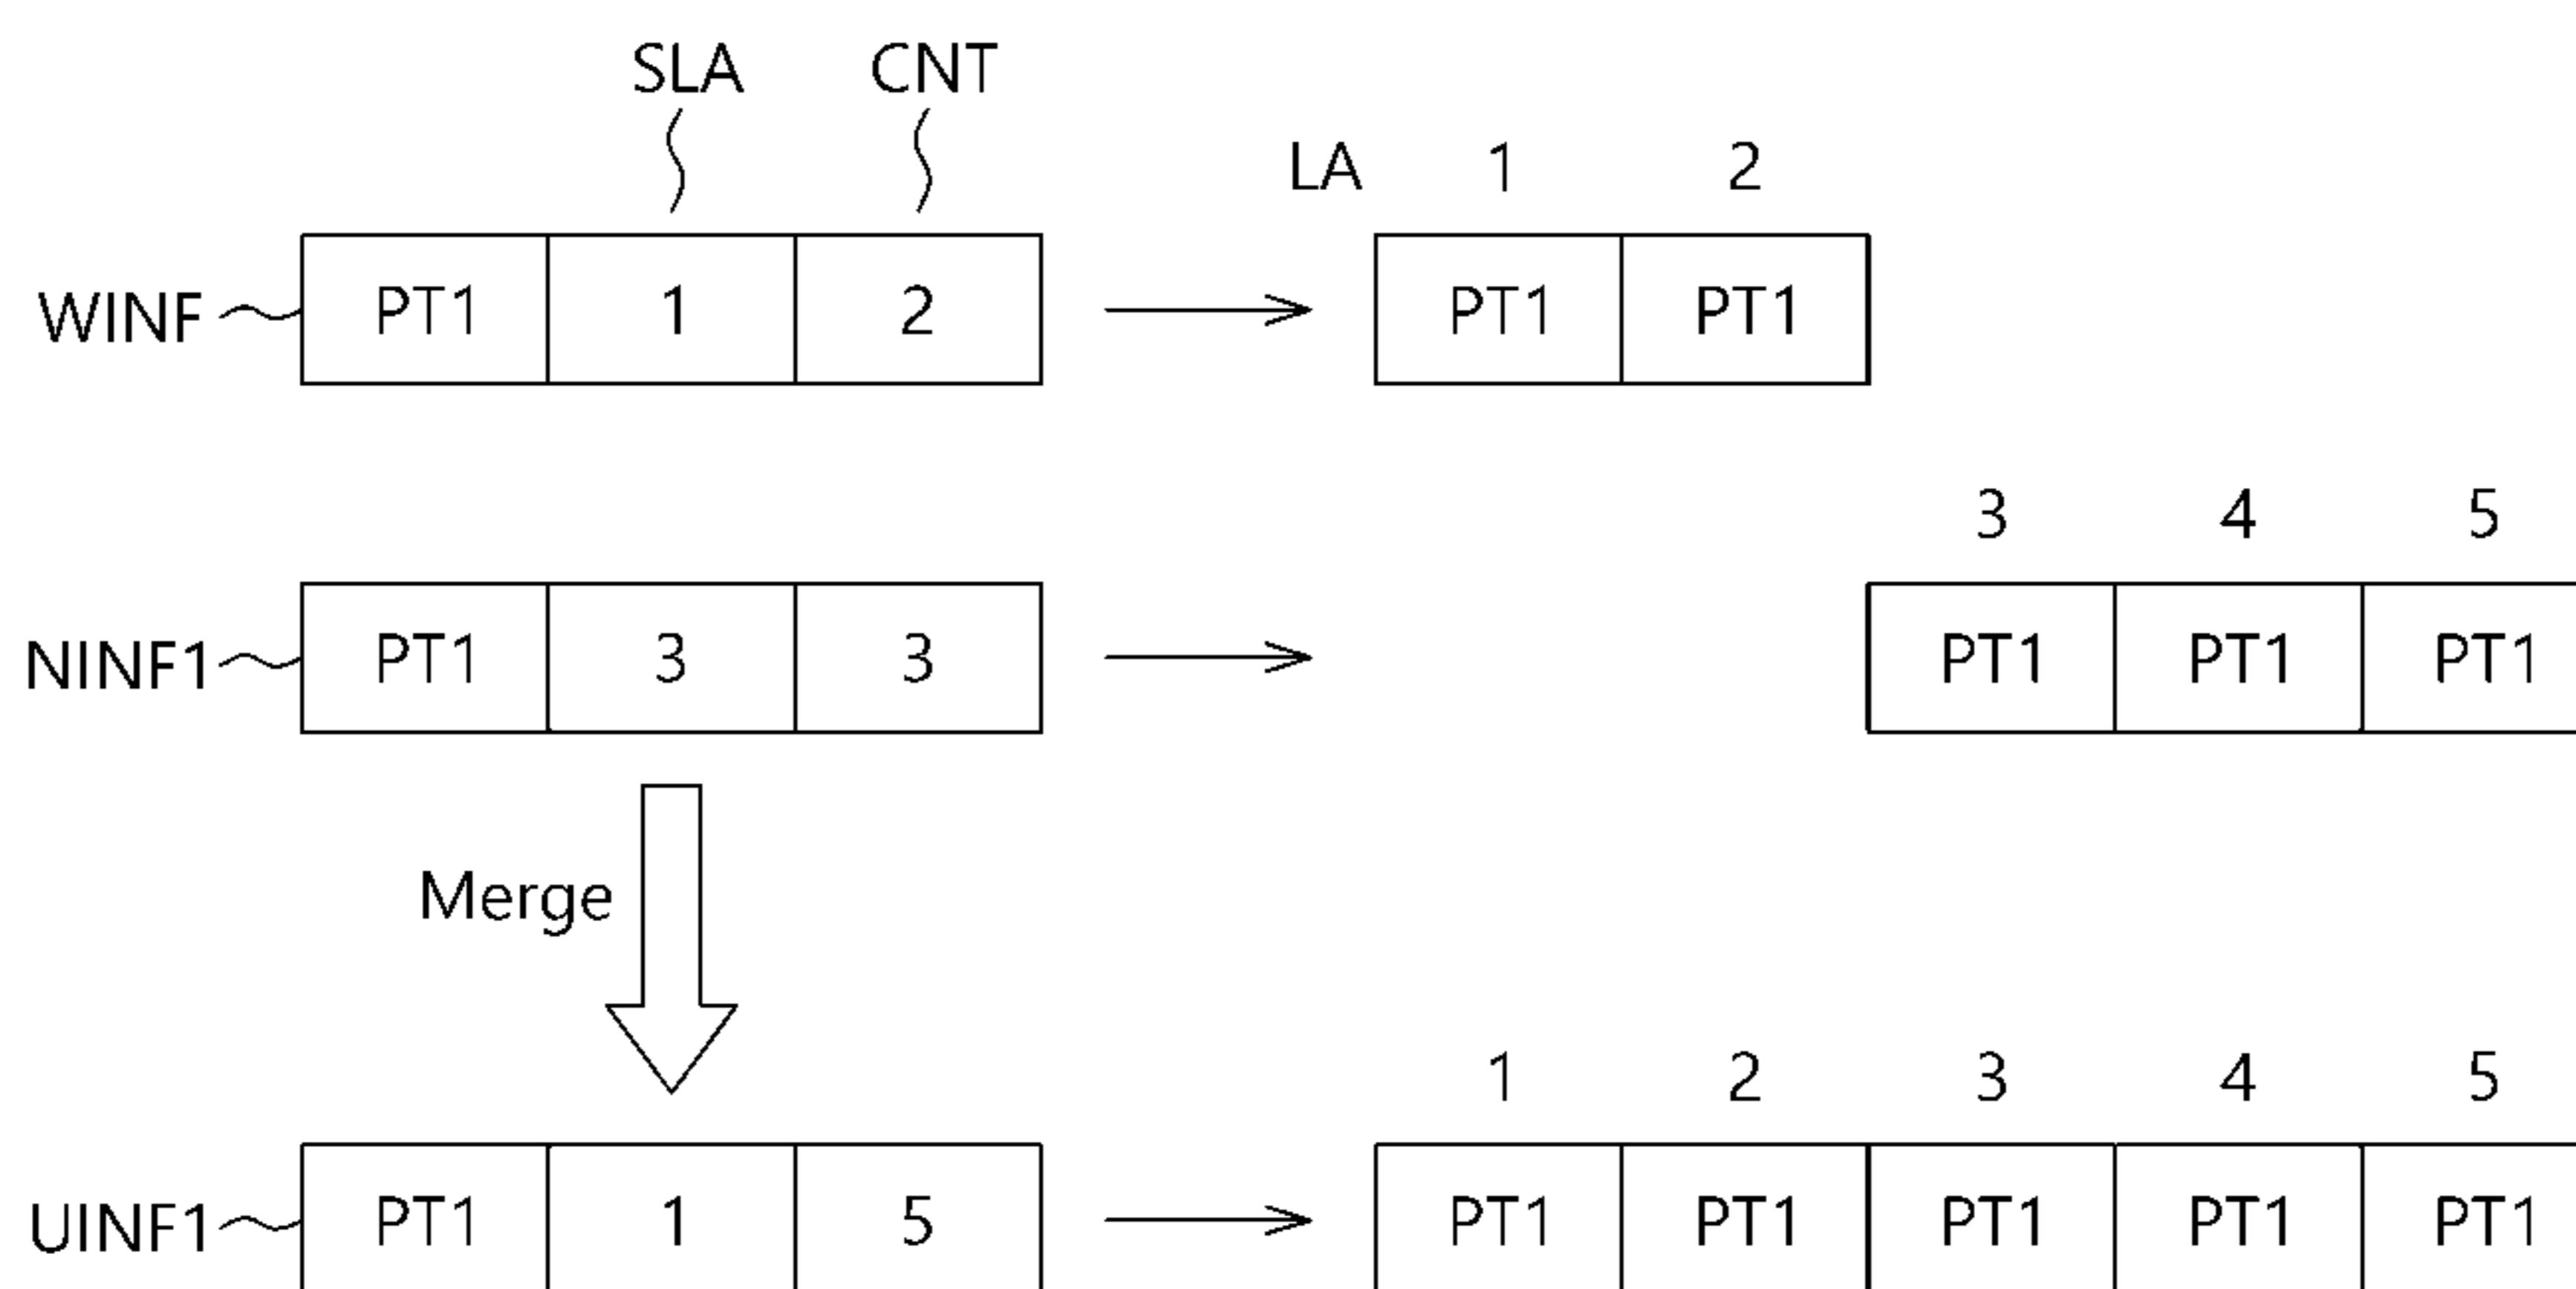 SLA CNT
LA 1 2
WINF PT1 1 2 PT1 PT1
3 4 5
NINF1 PT1 3 3 PT1 PT1 PT1
Merge
1 2 3 4 5
UINF1 PT1 1 5 PT1 PT1 PT1 PT1 PT1